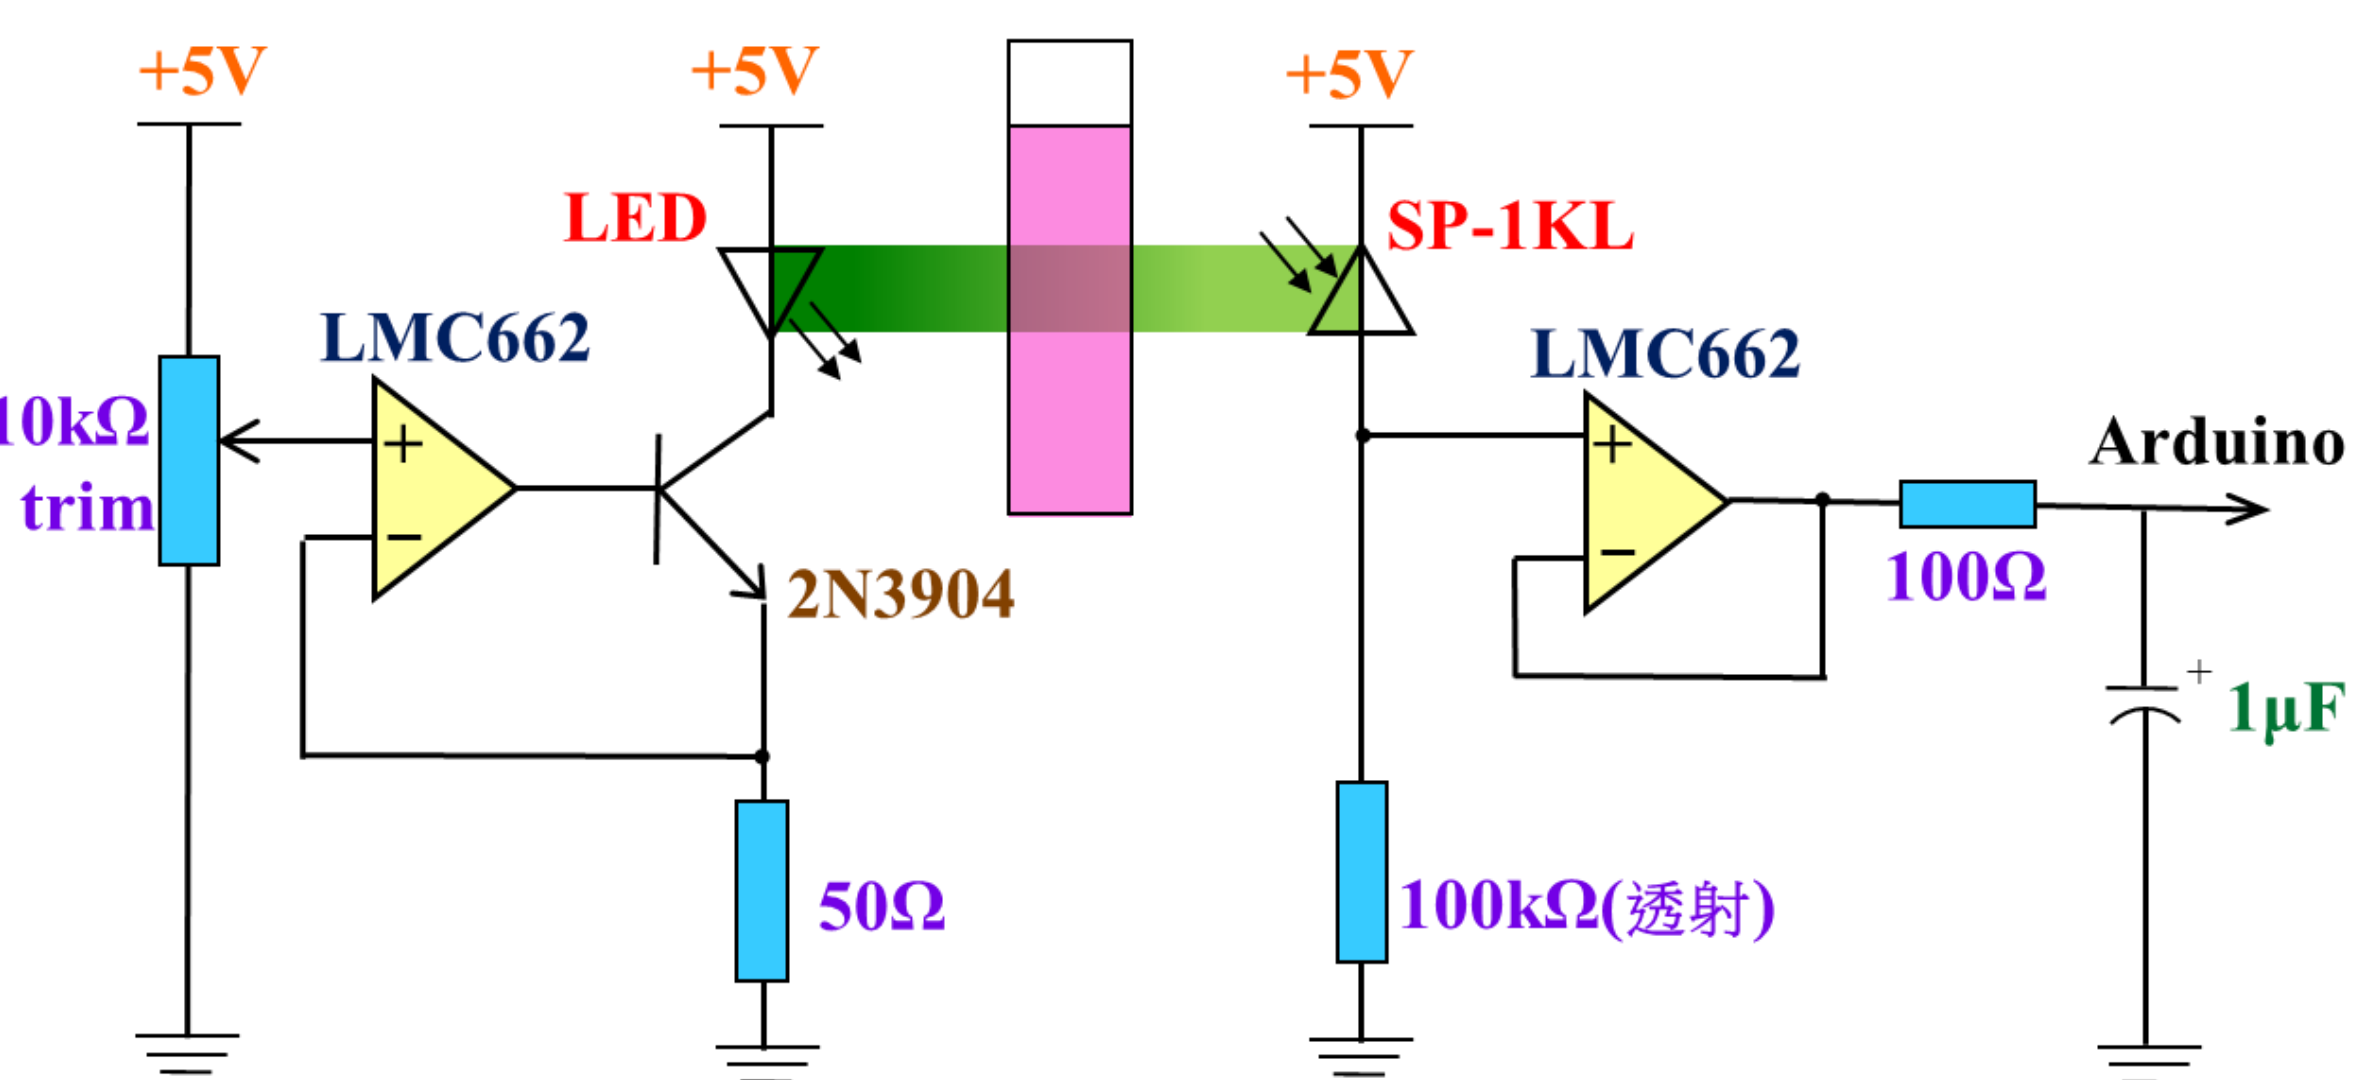 +5V
+5V
+5V
LED
SP-1KL
LMC662
LMC662
10kΩ
trim
+
−
+
−
Arduino
100Ω
2N3904
+
1μF
50Ω
100kΩ(透射)